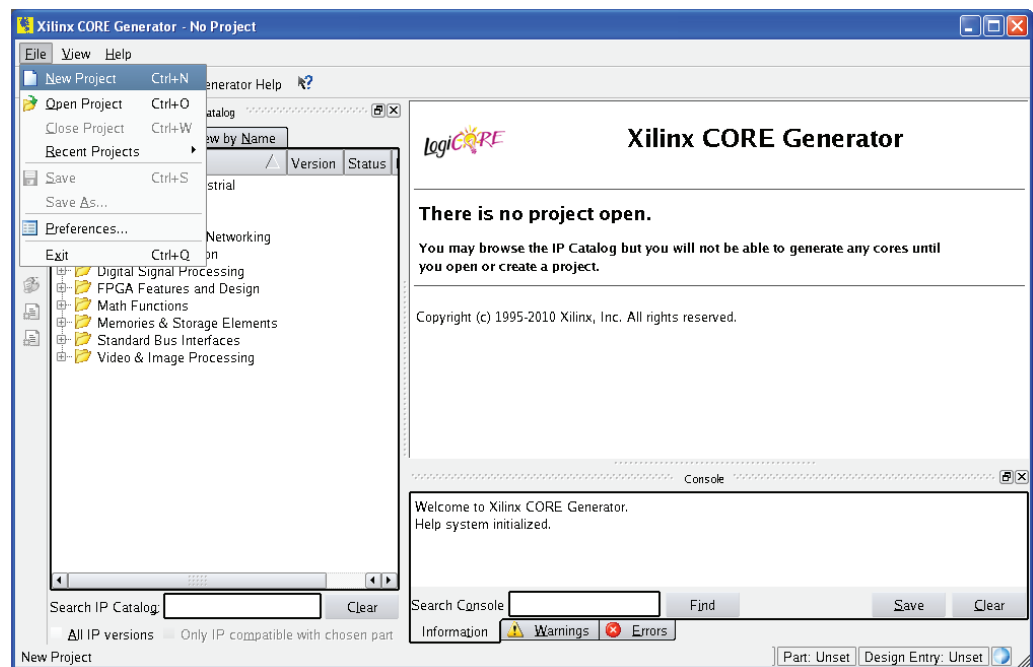 Xilinx CORE Generator - No Project
File View Help
New Project Ctrl+N
Open Project Ctrl+O
Close Project Ctrl+W
Recent Projects
Save Ctrl+S
Save As...
Preferences...
Exit Ctrl+Q
enerator Help
atalog
ew by Name
Version Status
strial
Networking
on
Digital Signal Processing
FPGA Features and Design
Math Functions
Memories & Storage Elements
Standard Bus Interfaces
Video & Image Processing
Search IP Catalog: Clear
All IP versions Only IP compatible with chosen part
LogiCORE
Xilinx CORE Generator
There is no project open.
You may browse the IP Catalog but you will not be able to generate any cores until
you open or create a project.
Copyright (c) 1995-2010 Xilinx, Inc. All rights reserved.
Console
Welcome to Xilinx CORE Generator.
Help system initialized.
Search Console Find Save Clear
Information Warnings Errors
New Project Part: Unset Design Entry: Unset